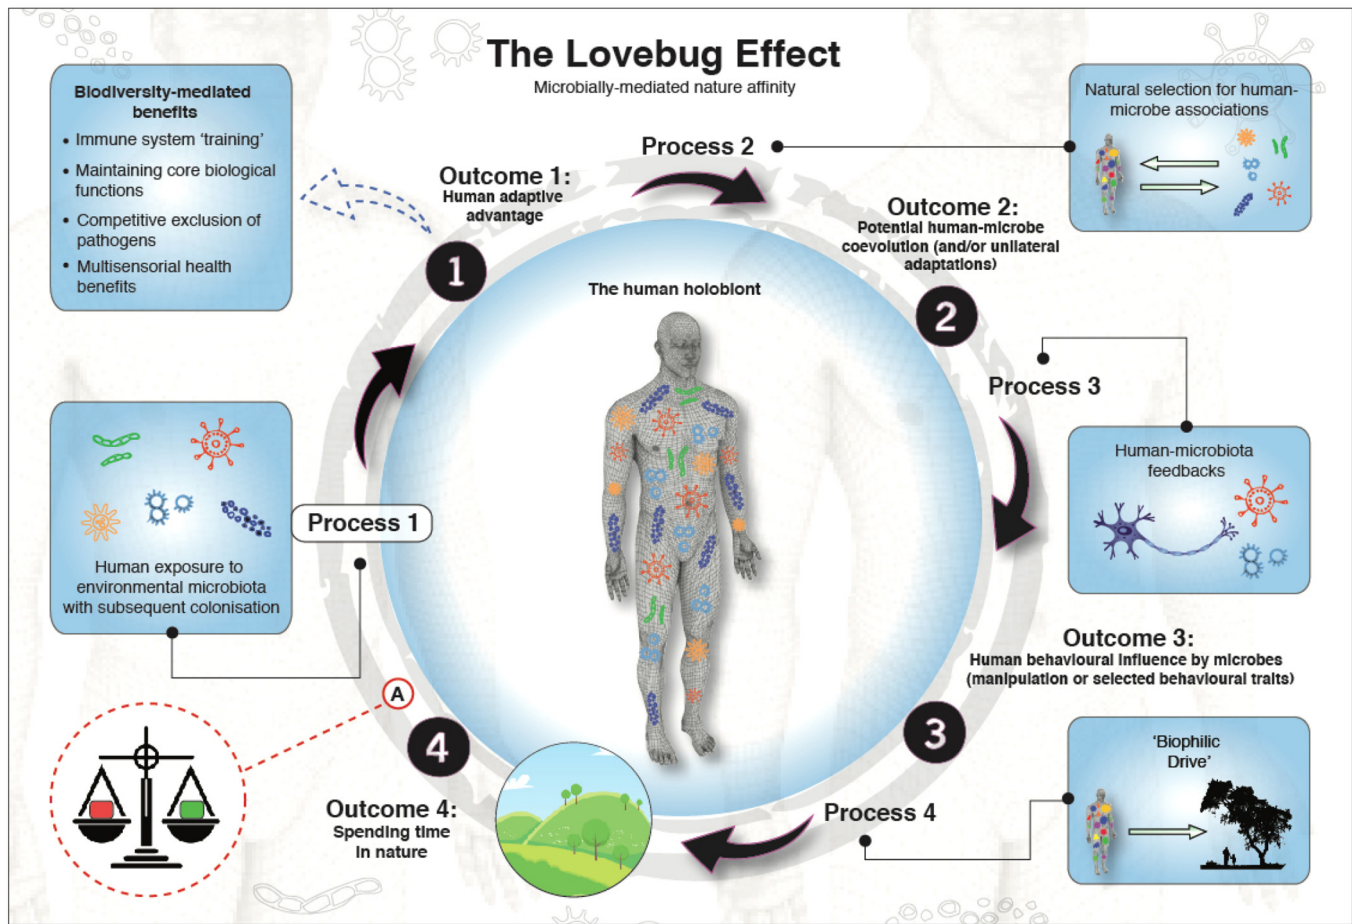 The Lovebug Effect
Microbially-mediated nature affinity
Biodiversity-mediated
benefits
• Immune system ‘training’
• Maintaining core biological
functions
• Competitive exclusion of
pathogens
• Multisensorial health
benefits
Outcome 1:
Human adaptive
advantage
1
Process 2
Natural selection for human-
microbe associations
Outcome 2:
Potential human-microbe
coevolution (and/or unilateral
adaptations)
2
The human holobiont
Process 3
Human-microbiota
feedbacks
Process 1
Human exposure to
environmental microbiota
with subsequent colonisation
Outcome 3:
Human behavioural influence by microbes
(manipulation or selected behavioural traits)
3
A
4
Outcome 4:
Spending time
in nature
Process 4
‘Biophilic
Drive’